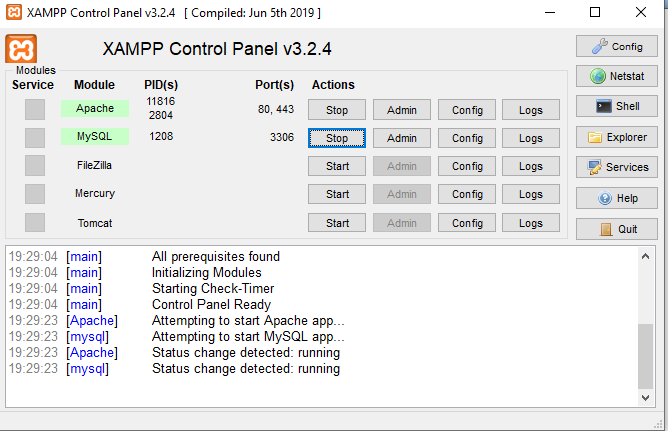 XAMPP Control Panel v3.2.4 [ Compiled: Jun 5th 2019 ]
XAMPP Control Panel v3.2.4
Config
Modules
Service Module PID(s) Port(s) Actions
Netstat
Apache 11816 2804 80, 443 Stop Admin Config Logs
Shell
MySQL 1208 3306 Stop Admin Config Logs
Explorer
FileZilla Start Admin Config Logs
Services
Mercury Start Admin Config Logs
Help
Tomcat Start Admin Config Logs
Quit
19:29:04 [main] All prerequisites found
19:29:04 [main] Initializing Modules
19:29:04 [main] Starting Check-Timer
19:29:04 [main] Control Panel Ready
19:29:23 [Apache] Attempting to start Apache app...
19:29:23 [mysql] Attempting to start MySQL app...
19:29:23 [Apache] Status change detected: running
19:29:23 [mysql] Status change detected: running